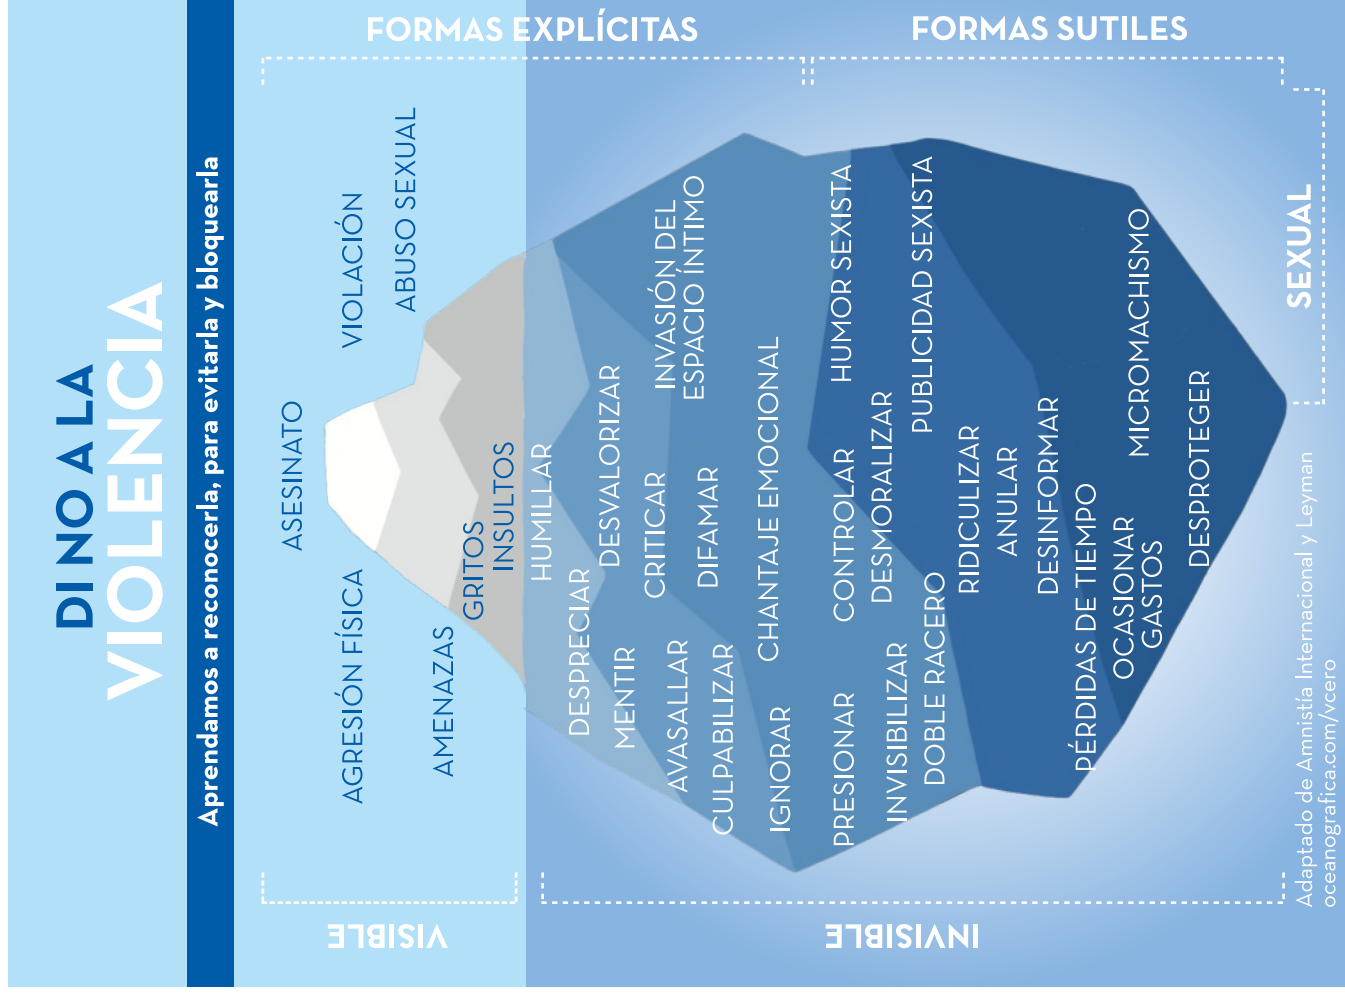 DI NO A LA
VIOLENCIA
Aprendamos a reconocerla, para evitarla y bloquearla
VISIBLE
INVISIBLE
FORMAS EXPLÍCITAS
FORMAS SUTILES
SEXUAL
ASESINATO
AGRESIÓN FÍSICA
VIOLACIÓN
ABUSO SEXUAL
AMENAZAS
GRITOS
INSULTOS
HUMILLAR
DESPRECIAR
DESVALORIZAR
MENTIR
CRITICAR
INVASIÓN DEL
ESPACIO ÍNTIMO
AVASALLAR
DIFAMAR
CULPABILIZAR
CHANTAJE EMOCIONAL
IGNORAR
PRESIONAR
CONTROLAR
HUMOR SEXISTA
DESMORALIZAR
INVISIBILIZAR
PUBLICIDAD SEXISTA
DOBLE RACERO
RIDICULIZAR
ANULAR
DESINFORMAR
PÉRDIDAS DE TIEMPO
OCASIONAR
GASTOS
MICROMACHISMO
DESPROTEGER
Adaptado de Amnistía Internacional y Leyman
oceanografica.com/vcero